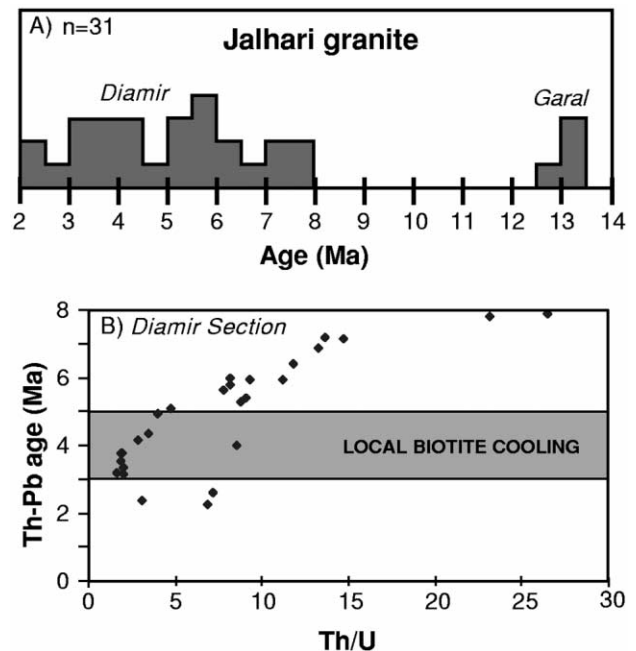 A) n=31
Jalhari granite
Diamir
Garal
2 3 4 5 6 7 8 9 10 11 12 13 14
Age (Ma)
B) Diamir Section
8
6
4
2
0
Th-Pb age (Ma)
LOCAL BIOTITE COOLING
0 5 10 15 20 25 30
Th/U